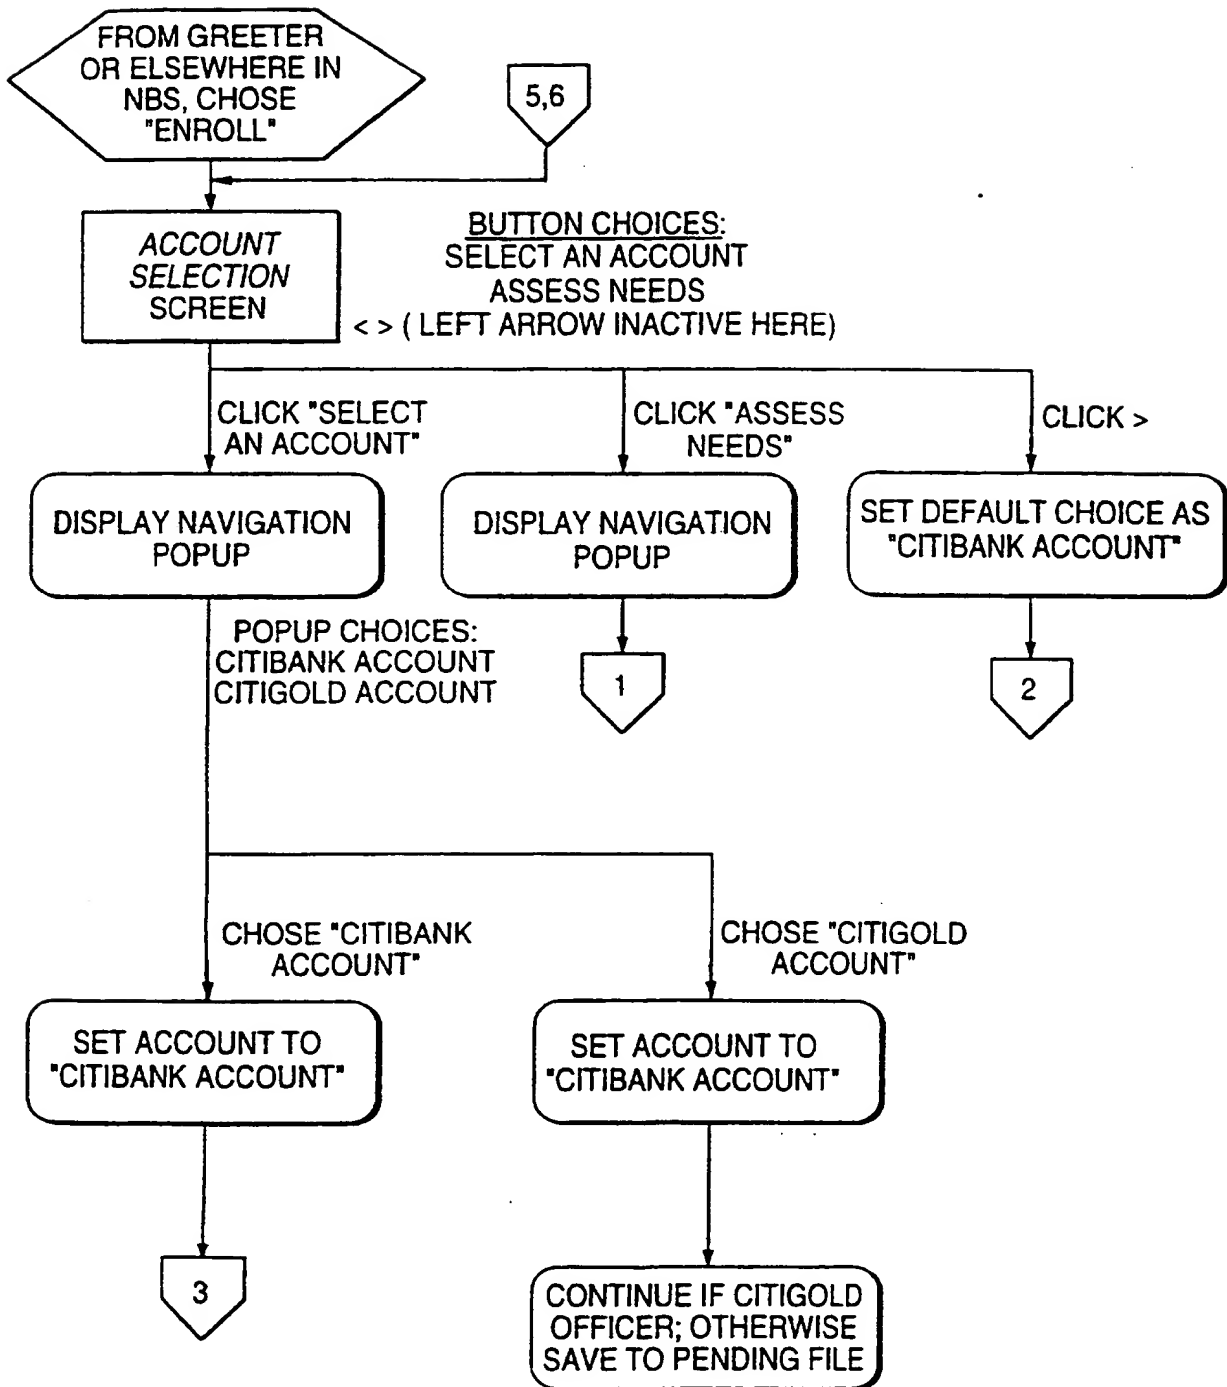 FROM GREETER
OR ELSEWHERE IN
NBS, CHOSE
"ENROLL"
5,6
ACCOUNT
SELECTION
SCREEN
BUTTON CHOICES:
SELECT AN ACCOUNT
ASSESS NEEDS
< > ( LEFT ARROW INACTIVE HERE)
CLICK "SELECT
AN ACCOUNT"
CLICK "ASSESS
NEEDS"
CLICK >
DISPLAY NAVIGATION
POPUP
DISPLAY NAVIGATION
POPUP
SET DEFAULT CHOICE AS
"CITIBANK ACCOUNT"
POPUP CHOICES:
CITIBANK ACCOUNT
CITIGOLD ACCOUNT
1
2
CHOSE "CITIBANK
ACCOUNT"
CHOSE "CITIGOLD
ACCOUNT"
SET ACCOUNT TO
"CITIBANK ACCOUNT"
SET ACCOUNT TO
"CITIBANK ACCOUNT"
3
CONTINUE IF CITIGOLD
OFFICER; OTHERWISE
SAVE TO PENDING FILE